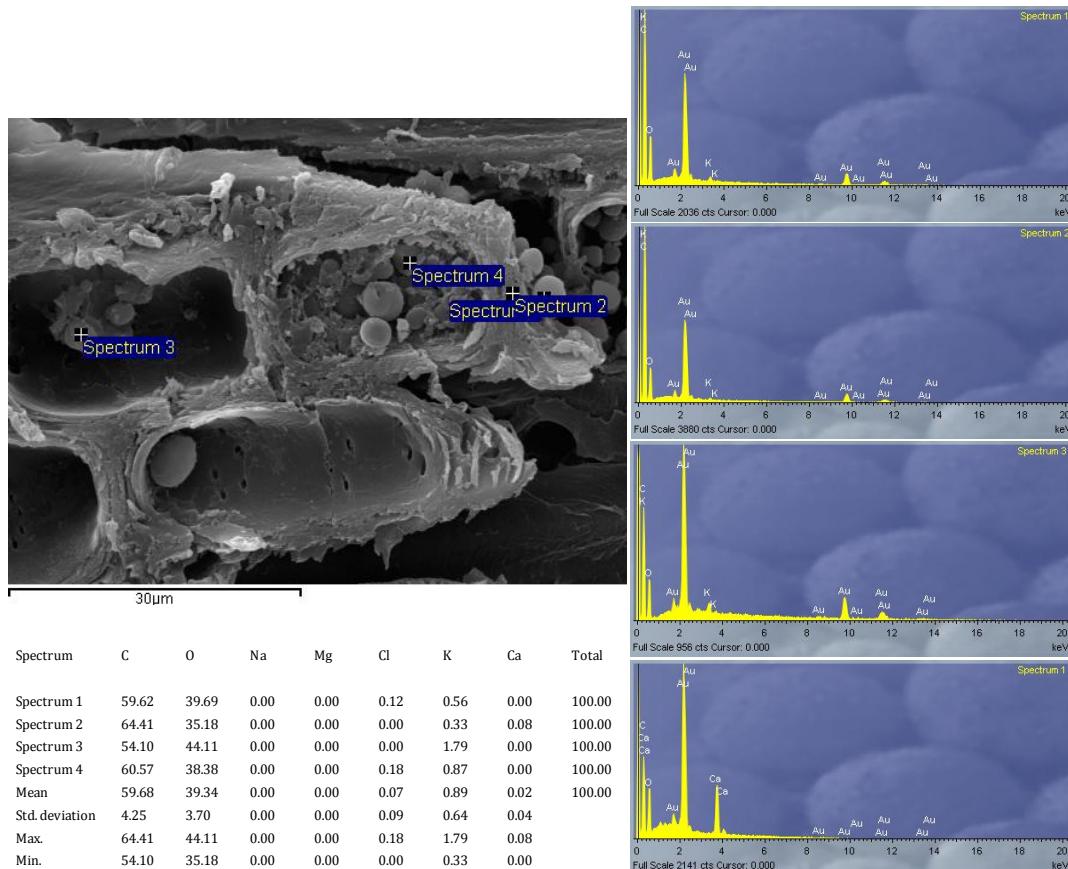 Spectrum 4
Spectru
Spectrum 2
Spectrum 3
30µm
Spectrum C O Na Mg Cl K Ca Total
Spectrum 1 59.62 39.69 0.00 0.00 0.12 0.56 0.00 100.00
Spectrum 2 64.41 35.18 0.00 0.00 0.00 0.33 0.08 100.00
Spectrum 3 54.10 44.11 0.00 0.00 0.00 1.79 0.00 100.00
Spectrum 4 60.57 38.38 0.00 0.00 0.18 0.87 0.00 100.00
Mean 59.68 39.34 0.00 0.00 0.07 0.89 0.02 100.00
Std. deviation 4.25 3.70 0.00 0.00 0.09 0.64 0.04
Max. 64.41 44.11 0.00 0.00 0.18 1.79 0.08
Min. 54.10 35.18 0.00 0.00 0.00 0.33 0.00
Spectrum 1
K
C
Au
Au
O
Au
K
K
Au
Au
Au
Au
Au
Au
Au
0 2 4 6 8 10 12 14 16 18 20
Full Scale 2036 cts Cursor: 0.000 keV
Spectrum 2
K
C
Au
Au
O
Au
K
K
Au
Au
Au
Au
Au
Au
Au
0 2 4 6 8 10 12 14 16 18 20
Full Scale 3880 cts Cursor: 0.000 keV
Spectrum 3
Au
Au
C
K
O
Au
K
K
Au
Au
Au
Au
Au
Au
Au
0 2 4 6 8 10 12 14 16 18 20
Full Scale 956 cts Cursor: 0.000 keV
Spectrum 1
Au
Au
C
Ca
Ca
O
Au
Ca
Ca
Au
Au
Au
Au
Au
Au
Au
0 2 4 6 8 10 12 14 16 18 20
Full Scale 2141 cts Cursor: 0.000 keV